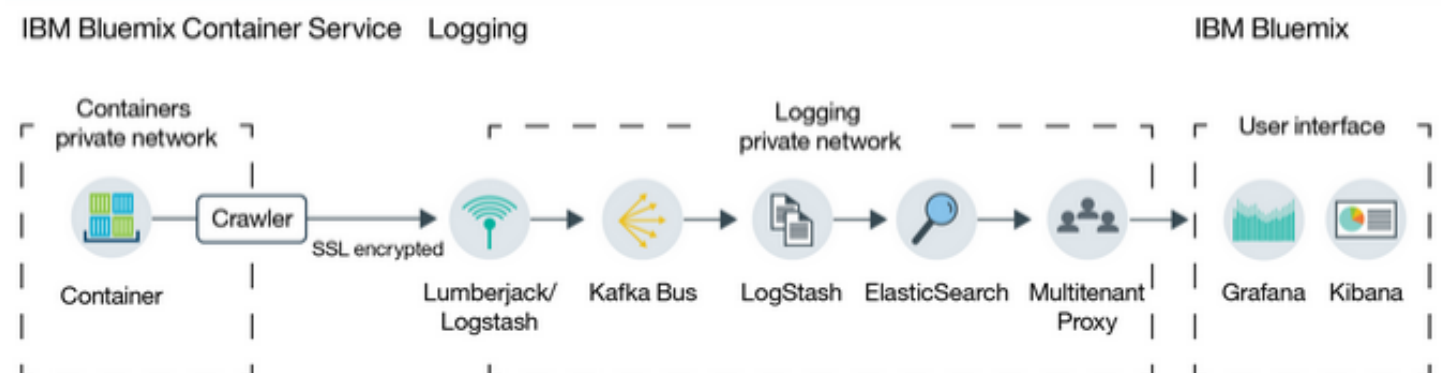 IBM Bluemix Container Service
Logging
IBM Bluemix
Containers
private network
Logging
private network
User interface
Crawler
SSL encrypted
Container
Lumberjack/
Logstash
Kafka Bus
LogStash
ElasticSearch
Multitenant
Proxy
Grafana
Kibana